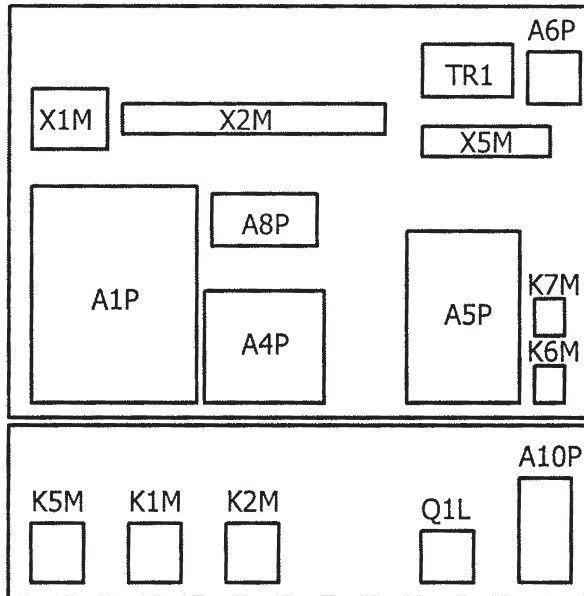 A6P
TR1
X1M
X2M
X5M
A8P
A1P
A4P
A5P
K7M
K6M
A10P
K5M
K1M
K2M
Q1L